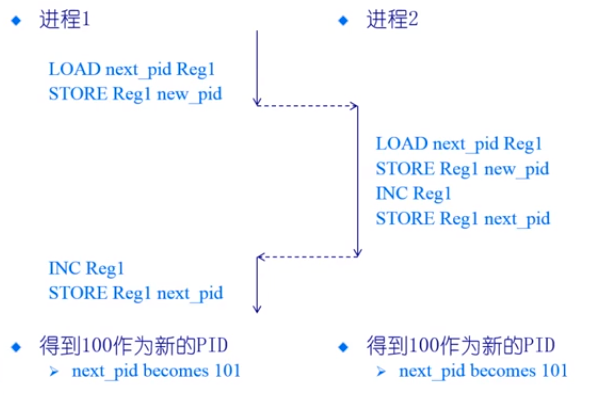 进程1
LOAD next_pid Reg1
STORE Reg1 new_pid
INC Reg1
STORE Reg1 next_pid
得到100作为新的PID
next_pid becomes 101
进程2
LOAD next_pid Reg1
STORE Reg1 new_pid
INC Reg1
STORE Reg1 next_pid
得到100作为新的PID
next_pid becomes 101